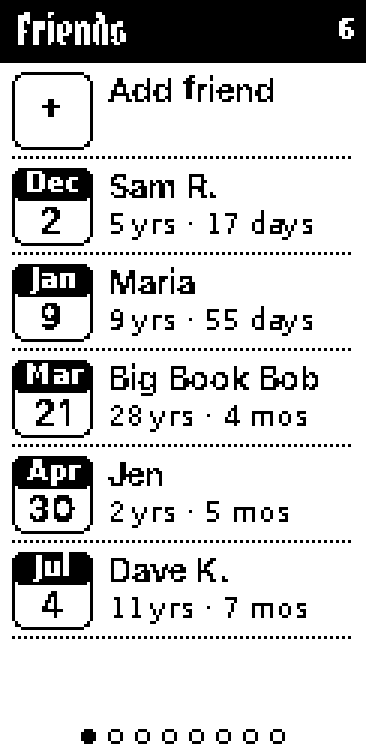 Friends 6
+ Add friend
Dec
2
Sam R.
5 yrs · 17 days
Jan
9
Maria
9 yrs · 55 days
Mar
21
Big Book Bob
28 yrs · 4 mos
Apr
30
Jen
2 yrs · 5 mos
Jul
4
Dave K.
11 yrs · 7 mos